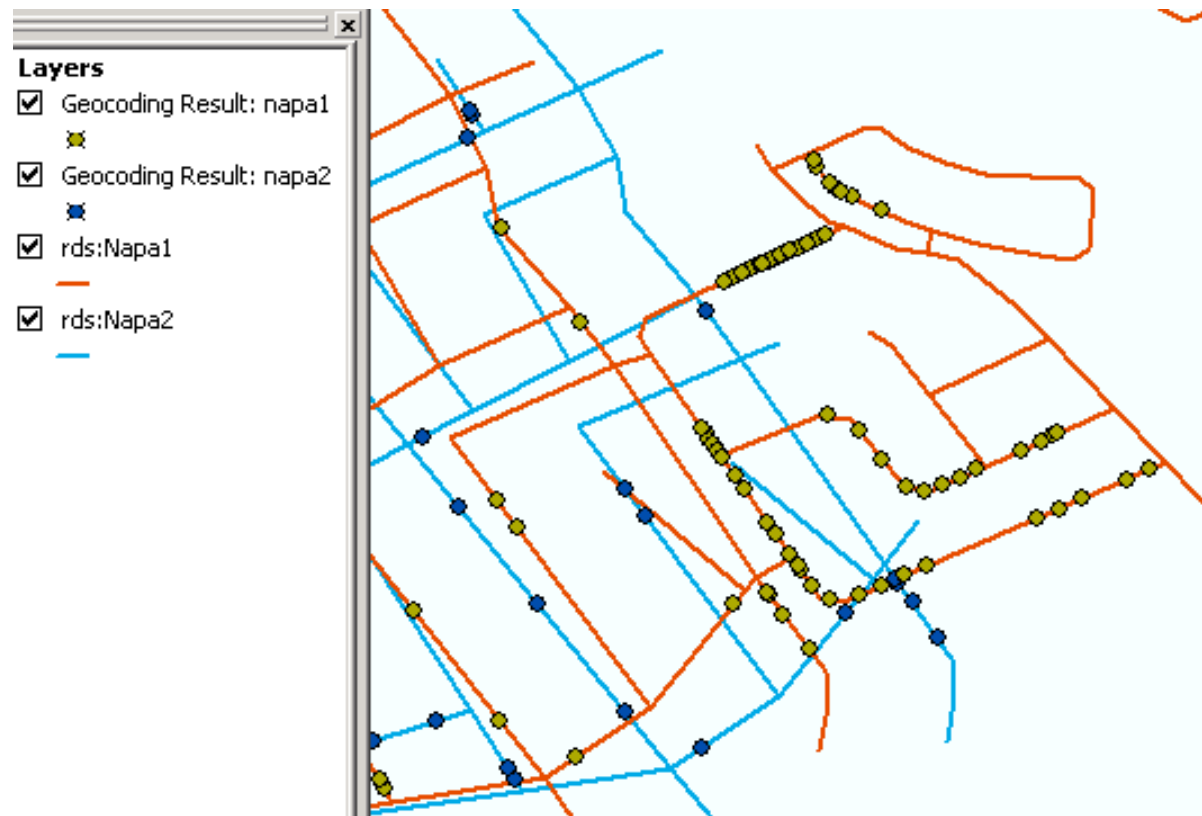 Layers
Geocoding Result: napa1
Geocoding Result: napa2
rds:Napa1
rds:Napa2